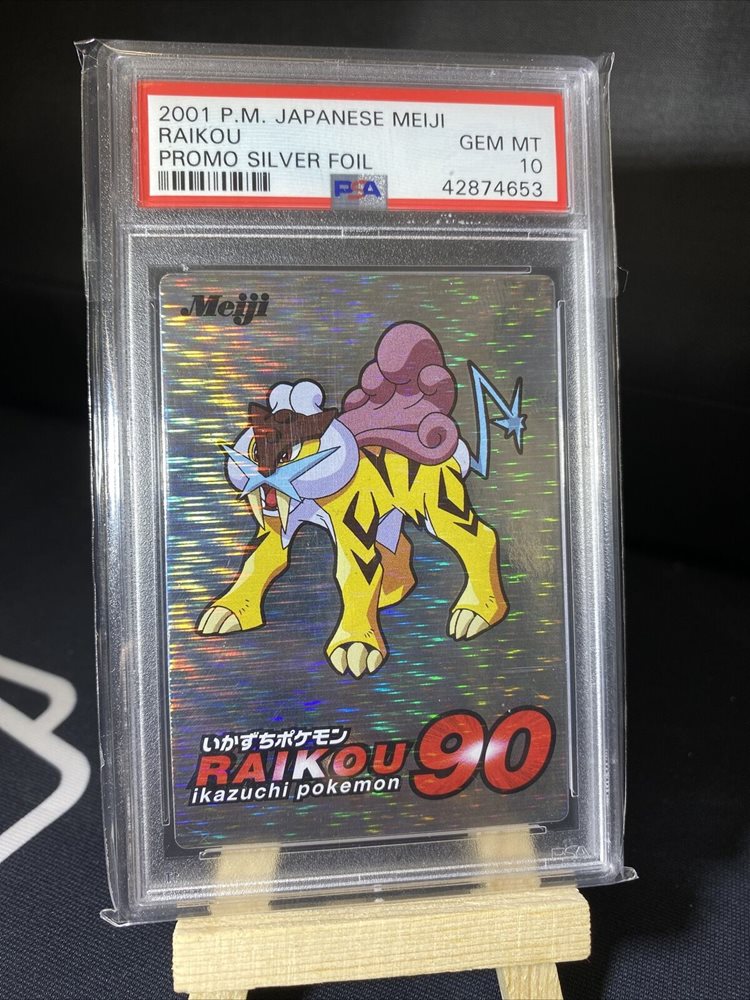 2001 P.M. JAPANESE MEIJI
RAIKOU GEM MT
PROMO SILVER FOIL 10
PSA 42874653
Meiji
いかずちポケモン
RAIKOU 90
ikazuchi pokemon
PSA